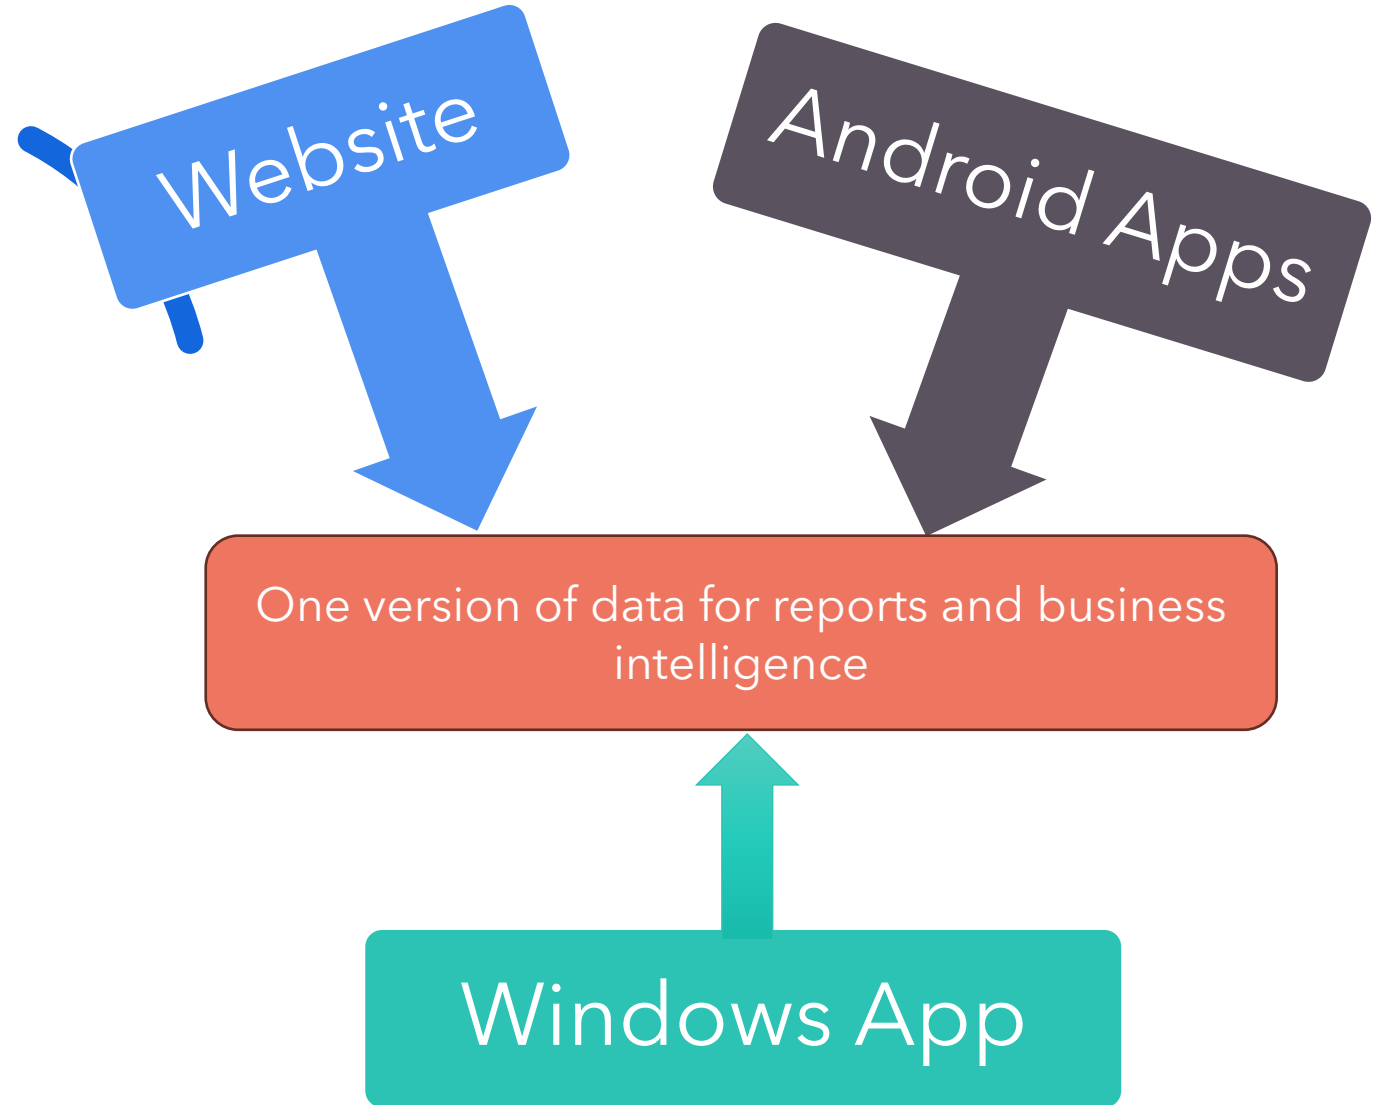 Website
Android Apps
One version of data for reports and business
intelligence
Windows App